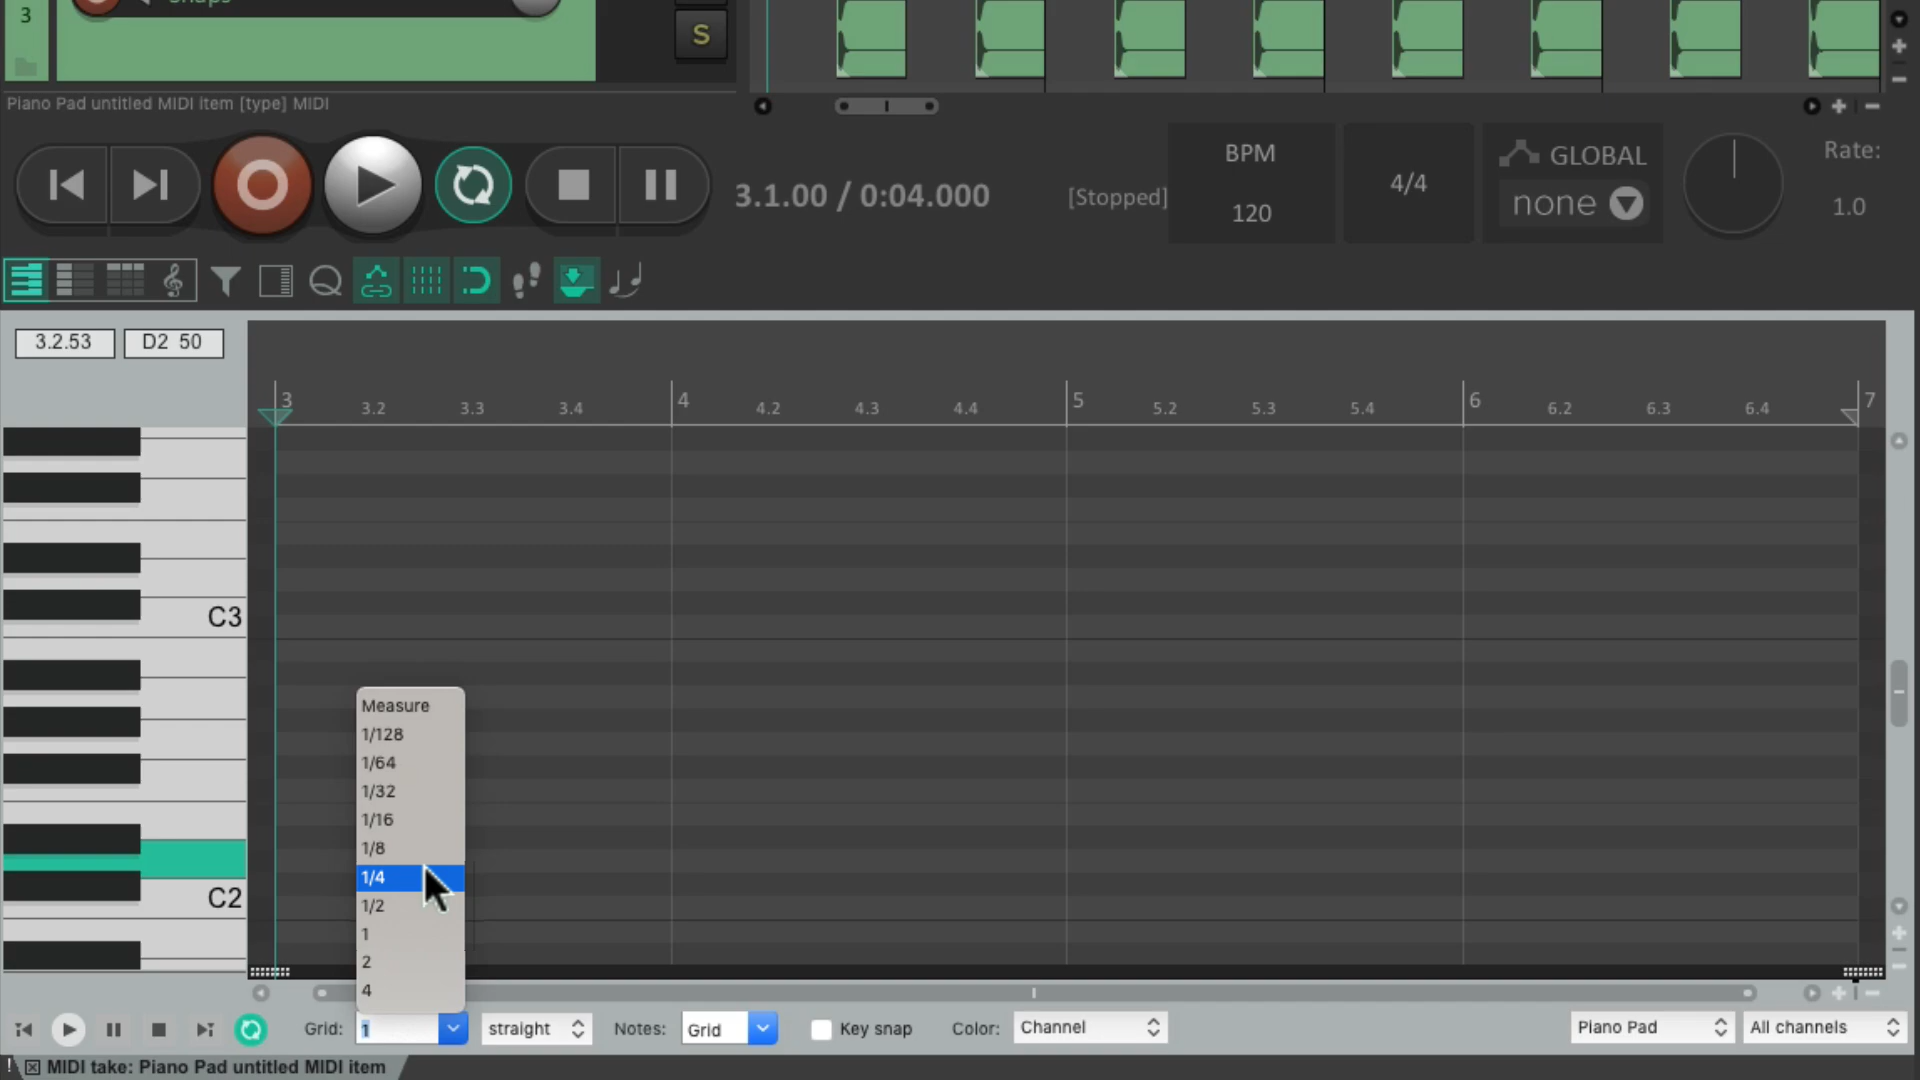 3
Snaps
S
Piano Pad untitled MIDI item [type] MIDI
3.1.00 / 0:04.000
[Stopped]
BPM
120
4/4
GLOBAL
none
Rate:
1.0
3.2.53
D2 50
3 3.2 3.3 3.4 4 4.2 4.3 4.4 5 5.2 5.3 5.4 6 6.2 6.3 6.4 7
C3
C2
Measure
1/128
1/64
1/32
1/16
1/8
1/4
1/2
1
2
4
Grid: 1 straight Notes: Grid Key snap Color: Channel Piano Pad All channels
! MIDI take: Piano Pad untitled MIDI item